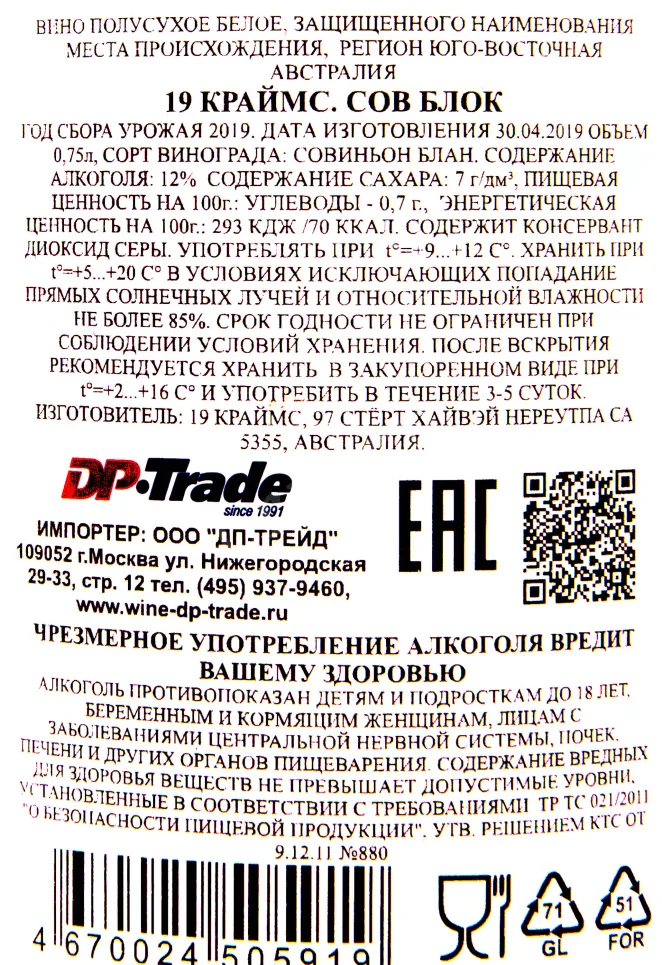 ВИНО ПОЛУСУХОЕ БЕЛОЕ, ЗАЩИЩЕННОГО НАИМЕНОВАНИЯ
МЕСТА ПРОИСХОЖДЕНИЯ, РЕГИОН ЮГО-ВОСТОЧНАЯ
АВСТРАЛИЯ
19 КРАЙМС. СОВ БЛОК
ГОД СБОРА УРОЖАЯ 2019. ДАТА ИЗГОТОВЛЕНИЯ 30.04.2019 ОБЪЕМ
0,75л, СОРТ ВИНОГРАДА: СОВИНЬОН БЛАН. СОДЕРЖАНИЕ
АЛКОГОЛЯ: 12% СОДЕРЖАНИЕ САХАРА: 7 г/дм³, ПИЩЕВАЯ
ЦЕННОСТЬ НА 100г.: УГЛЕВОДЫ - 0,7 г., ЭНЕРГЕТИЧЕСКАЯ
ЦЕННОСТЬ НА 100г.: 293 КДЖ /70 ККАЛ. СОДЕРЖИТ КОНСЕРВАНТ
ДИОКСИД СЕРЫ. УПОТРЕБЛЯТЬ ПРИ t°=+9...+12 С°. ХРАНИТЬ ПРИ
t°=+5...+20 С° В УСЛОВИЯХ ИСКЛЮЧАЮЩИХ ПОПАДАНИЕ
ПРЯМЫХ СОЛНЕЧНЫХ ЛУЧЕЙ И ОТНОСИТЕЛЬНОЙ ВЛАЖНОСТИ
НЕ БОЛЕЕ 85%. СРОК ГОДНОСТИ НЕ ОГРАНИЧЕН ПРИ
СОБЛЮДЕНИИ УСЛОВИЙ ХРАНЕНИЯ. ПОСЛЕ ВСКРЫТИЯ
РЕКОМЕНДУЕТСЯ ХРАНИТЬ В ЗАКУПОРЕННОМ ВИДЕ ПРИ
t°=+2...+16 С° И УПОТРЕБИТЬ В ТЕЧЕНИЕ 3-5 СУТОК.
ИЗГОТОВИТЕЛЬ: 19 КРАЙМС, 97 СТЁРТ ХАЙВЭЙ НЕРЕУТПА СА
5355, АВСТРАЛИЯ.
DP-Trade
since 1991
EAC
ИМПОРТЕР: ООО "ДП-ТРЕЙД"
109052 г.Москва ул. Нижегородская
29-33, стр. 12 тел. (495) 937-9460,
www.wine-dp-trade.ru
ЧРЕЗМЕРНОЕ УПОТРЕБЛЕНИЕ АЛКОГОЛЯ ВРЕДИТ
ВАШЕМУ ЗДОРОВЬЮ
АЛКОГОЛЬ ПРОТИВОПОКАЗАН ДЕТЯМ И ПОДРОСТКАМ ДО 18 ЛЕТ,
БЕРЕМЕННЫМ И КОРМЯЩИМ ЖЕНЩИНАМ, ЛИЦАМ С
ЗАБОЛЕВАНИЯМИ ЦЕНТРАЛЬНОЙ НЕРВНОЙ СИСТЕМЫ, ПОЧЕК,
ПЕЧЕНИ И ДРУГИХ ОРГАНОВ ПИЩЕВАРЕНИЯ. СОДЕРЖАНИЕ ВРЕДНЫХ
ДЛЯ ЗДОРОВЬЯ ВЕЩЕСТВ НЕ ПРЕВЫШАЕТ ДОПУСТИМЫЕ УРОВНИ,
УСТАНОВЛЕННЫЕ В СООТВЕТСТВИИ С ТРЕБОВАНИЯМИ ТР ТС 021/2011
"О БЕЗОПАСНОСТИ ПИЩЕВОЙ ПРОДУКЦИИ". УТВ. РЕШЕНИЕМ КТС ОТ
9.12.11 №880
4 670024 505919
71
GL
51
FOR